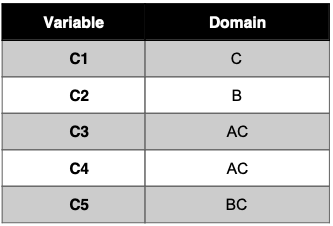 Variable Domain
C1 C
C2 B
C3 AC
C4 AC
C5 BC